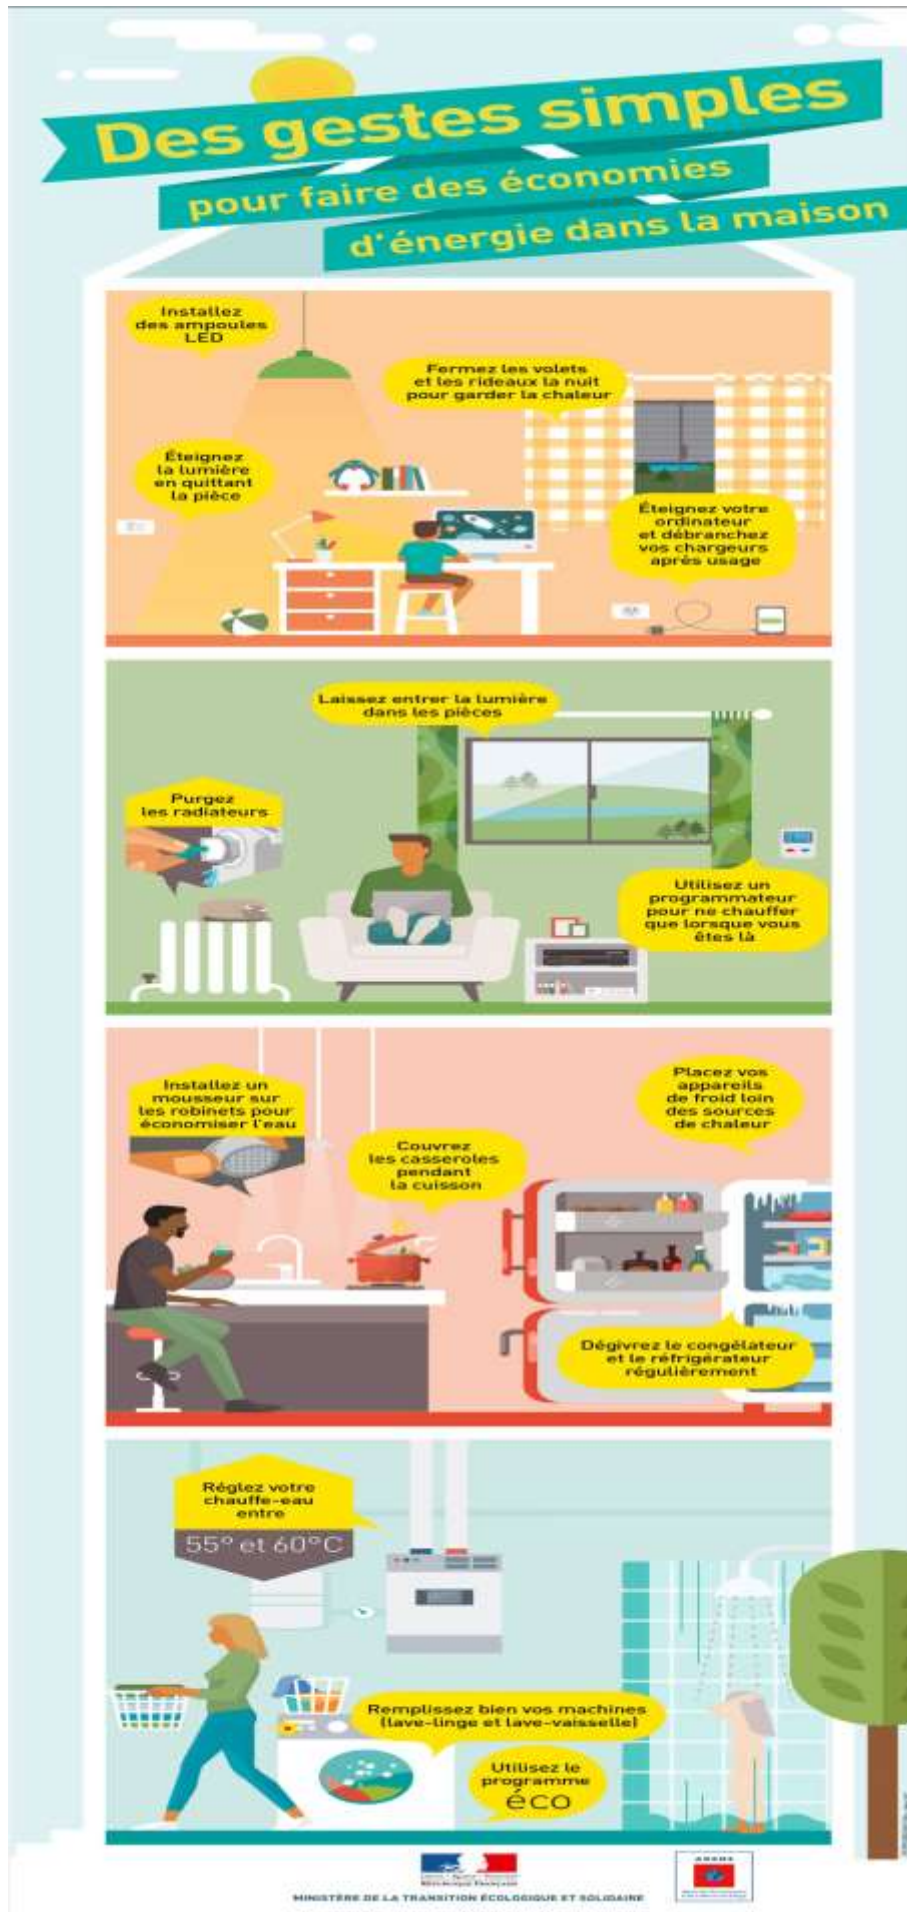 Des gestes simples
pour faire des économies
d'énergie dans la maison
Installez
des ampoules
LED
Fermez les volets
et les rideaux la nuit
pour garder la chaleur
Éteignez
la lumière
en quittant
la pièce
Éteignez votre
ordinateur
et débranchez
vos chargeurs
après usage
Laissez entrer la lumière
dans les pièces
Purgez
les radiateurs
Utilisez un
programmateur
pour ne chauffer
que lorsque vous
êtes là
Installez un
mousseur sur
les robinets pour
économiser l'eau
Placez vos
appareils
de froid loin
des sources
de chaleur
Couvrez
les casseroles
pendant
la cuisson
Dégivrez le congélateur
et le réfrigérateur
régulièrement
Réglez votre
chauffe-eau
entre
55° et 60°C
Remplissez bien vos machines
(lave-linge et lave-vaisselle)
Utilisez le
programme
éco
RÉPUBLIQUE FRANÇAISE
MINISTÈRE DE LA TRANSITION ÉCOLOGIQUE ET SOLIDAIRE
ADEME